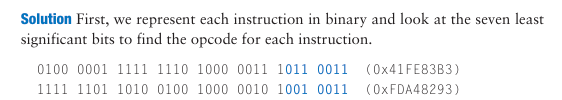 Solution First, we represent each instruction in binary and look at the seven least
significant bits to find the opcode for each instruction.
0100 0001 1111 1110 1000 0011 1011 0011 (0x41FE83B3)
1111 1101 1010 0100 1000 0010 1001 0011 (0xFDA48293)